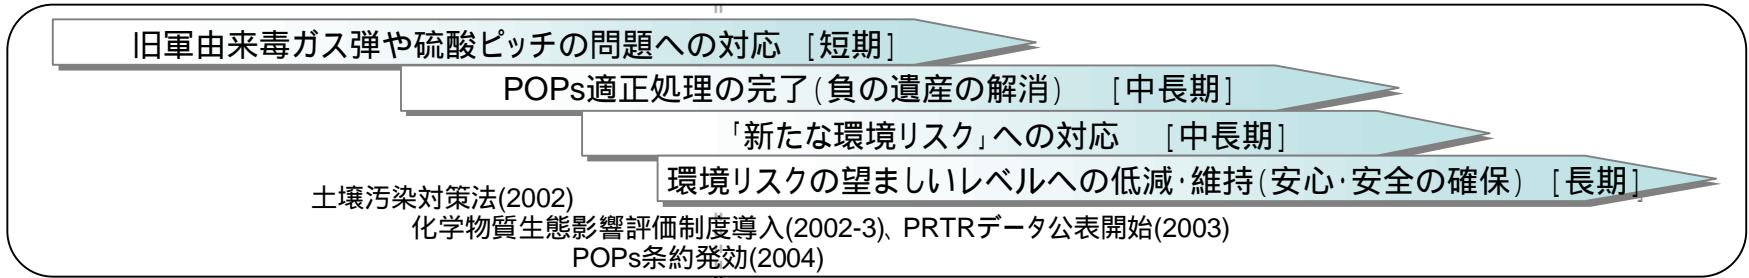 旧軍由来毒ガス弾や硫酸ピッチの問題への対応 [短期]
POPs適正処理の完了(負の遺産の解消) [中長期]
「新たな環境リスク」への対応 [中長期]
環境リスクの望ましいレベルへの低減・維持(安心・安全の確保) [長期]
土壌汚染対策法(2002)
化学物質生態影響評価制度導入(2002-3)、PRTRデータ公表開始(2003)
POPs条約発効(2004)